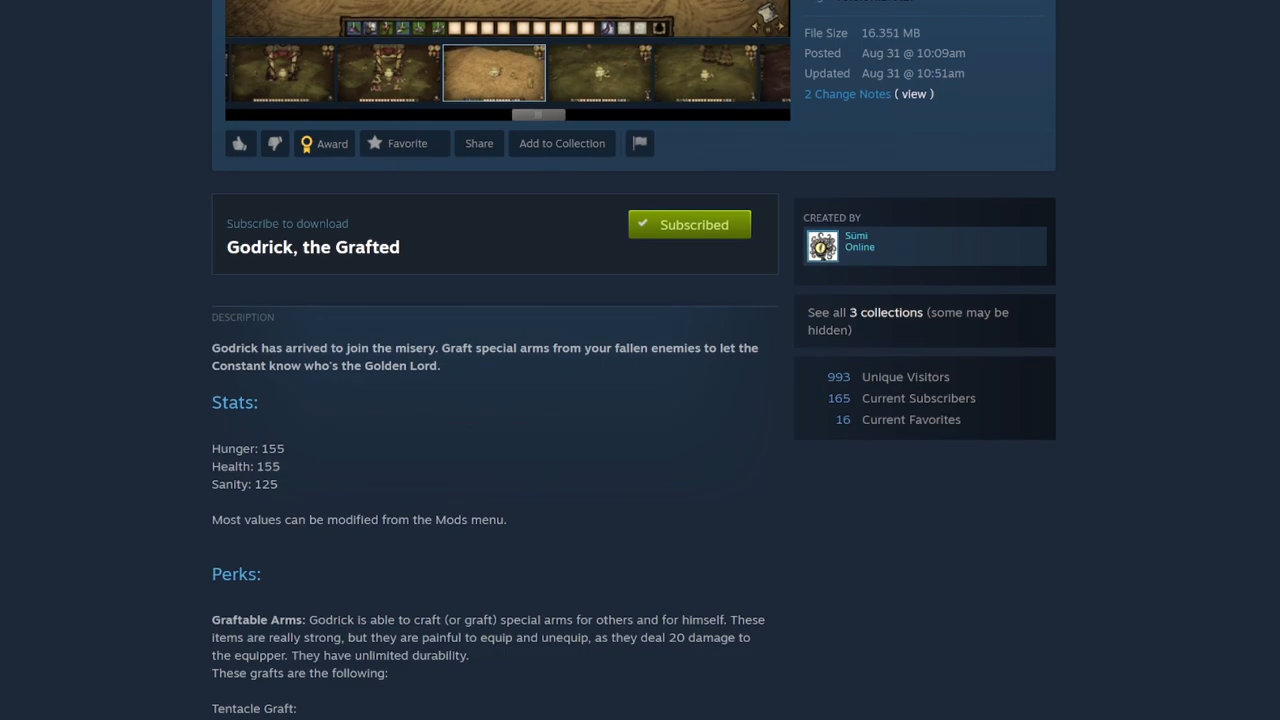 File Size 16.351 MB
Posted Aug 31 @ 10:09am
Updated Aug 31 @ 10:51am
2 Change Notes ( view )
Award
Favorite
Share
Add to Collection
Subscribe to download
Godrick, the Grafted
Subscribed
CREATED BY
Sümi
Online
See all 3 collections (some may be
hidden)
993 Unique Visitors
165 Current Subscribers
16 Current Favorites
DESCRIPTION
Godrick has arrived to join the misery. Graft special arms from your fallen enemies to let the
Constant know who's the Golden Lord.
Stats:
Hunger: 155
Health: 155
Sanity: 125
Most values can be modified from the Mods menu.
Perks:
Graftable Arms: Godrick is able to craft (or graft) special arms for others and for himself. These
items are really strong, but they are painful to equip and unequip, as they deal 20 damage to
the equipper. They have unlimited durability.
These grafts are the following:
Tentacle Graft: